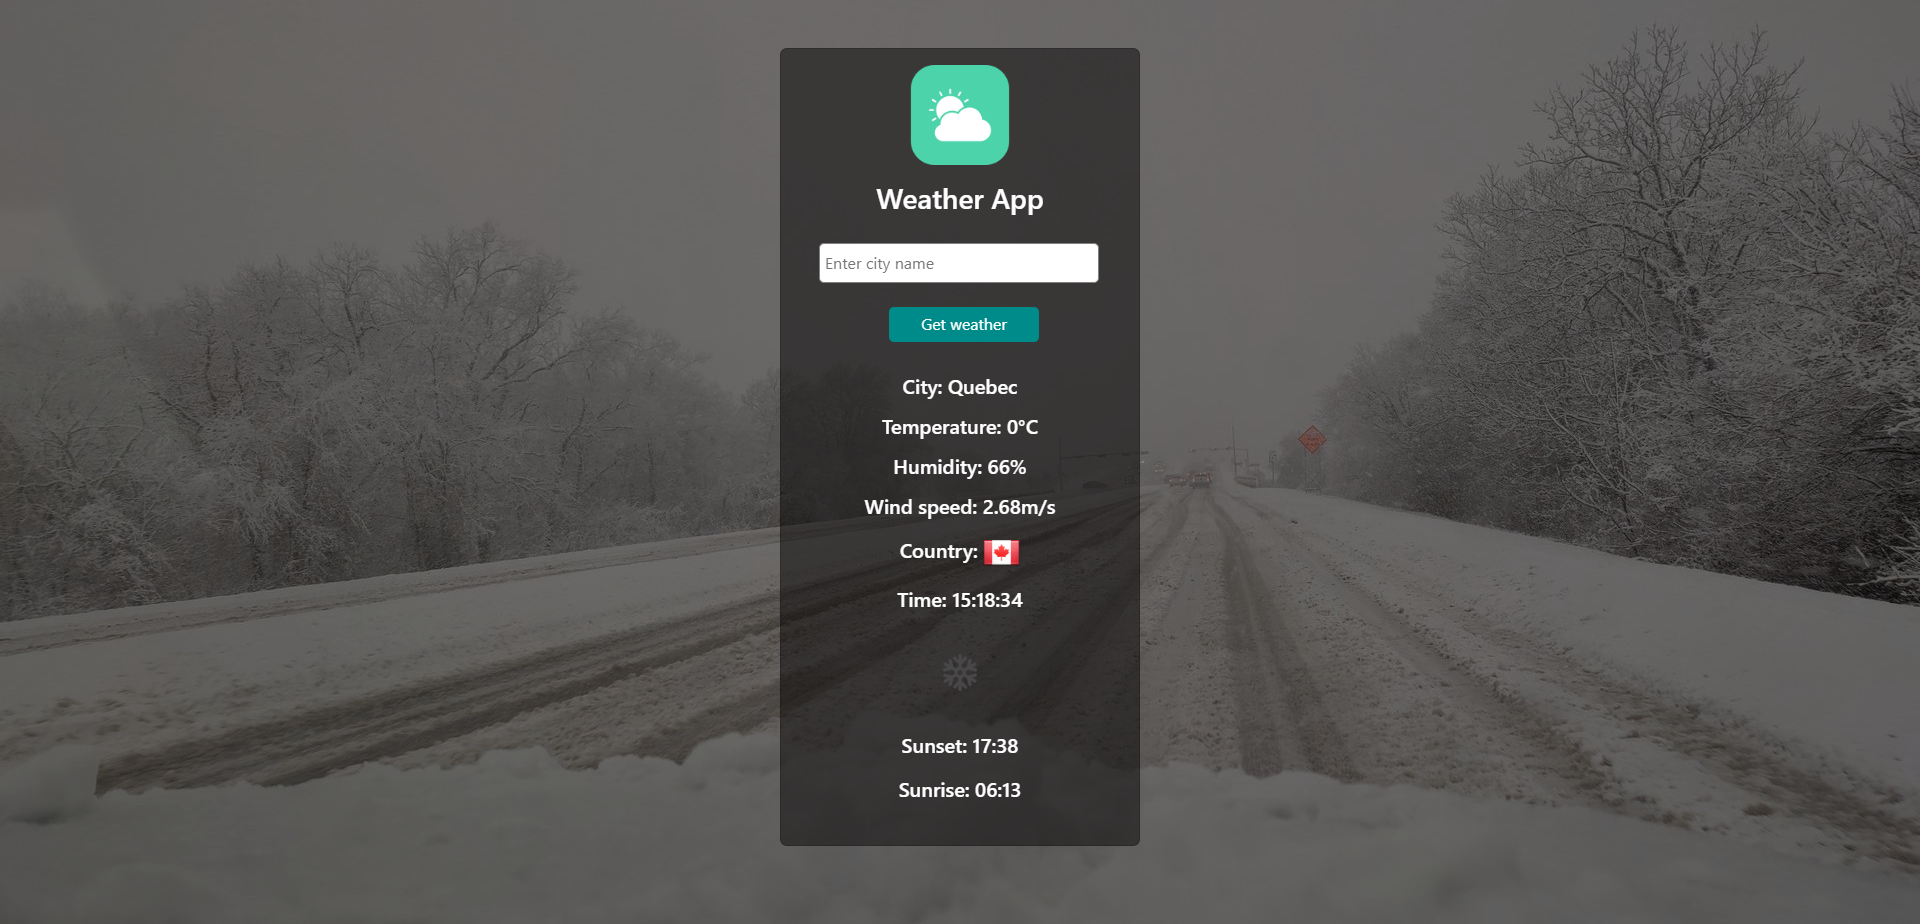 Weather App
Enter city name
Get weather
City: Quebec
Temperature: 0°C
Humidity: 66%
Wind speed: 2.68m/s
Country:
Time: 15:18:34
Sunset: 17:38
Sunrise: 06:13